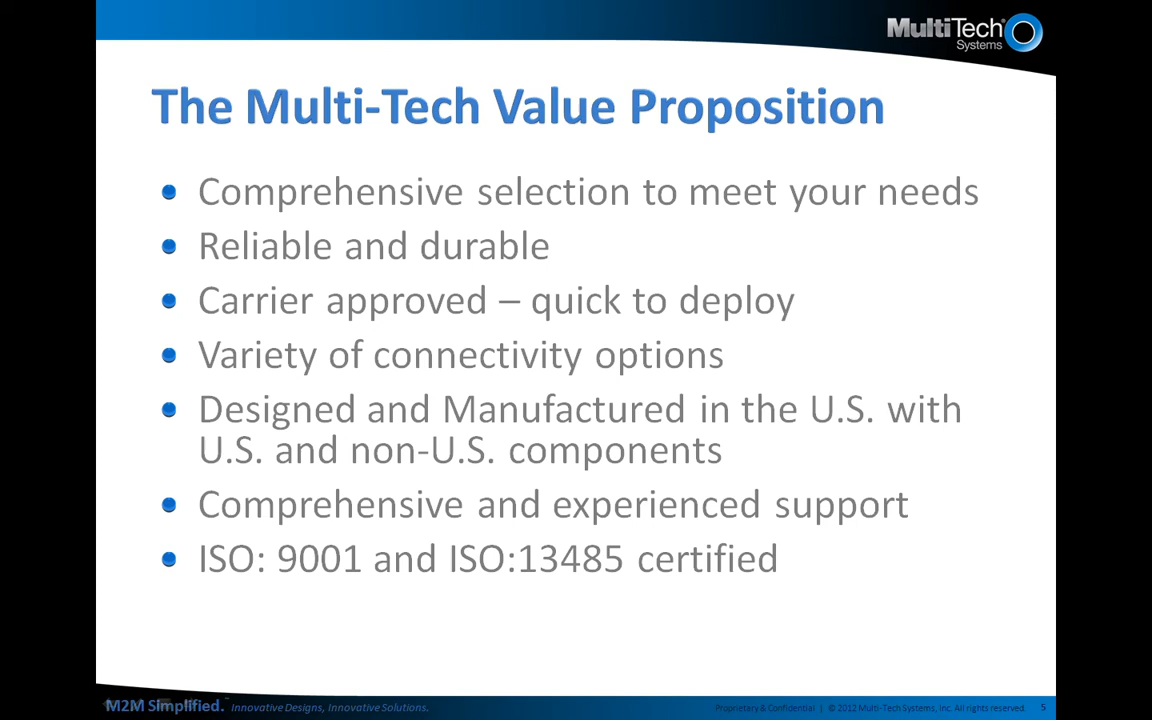 MultiTech®
Systems
The Multi-Tech Value Proposition
Comprehensive selection to meet your needs
Reliable and durable
Carrier approved – quick to deploy
Variety of connectivity options
Designed and Manufactured in the U.S. with
U.S. and non-U.S. components
Comprehensive and experienced support
ISO: 9001 and ISO:13485 certified
M2M Simplified.™ Innovative Designs, Innovative Solutions. Proprietary & Confidential | © 2012 Multi-Tech Systems, Inc. All rights reserved. 5